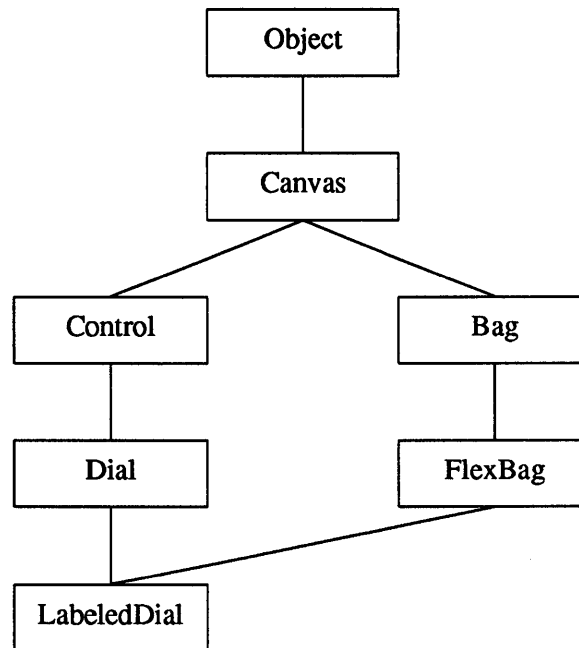 Object
Canvas
Control
Bag
Dial
FlexBag
LabeledDial